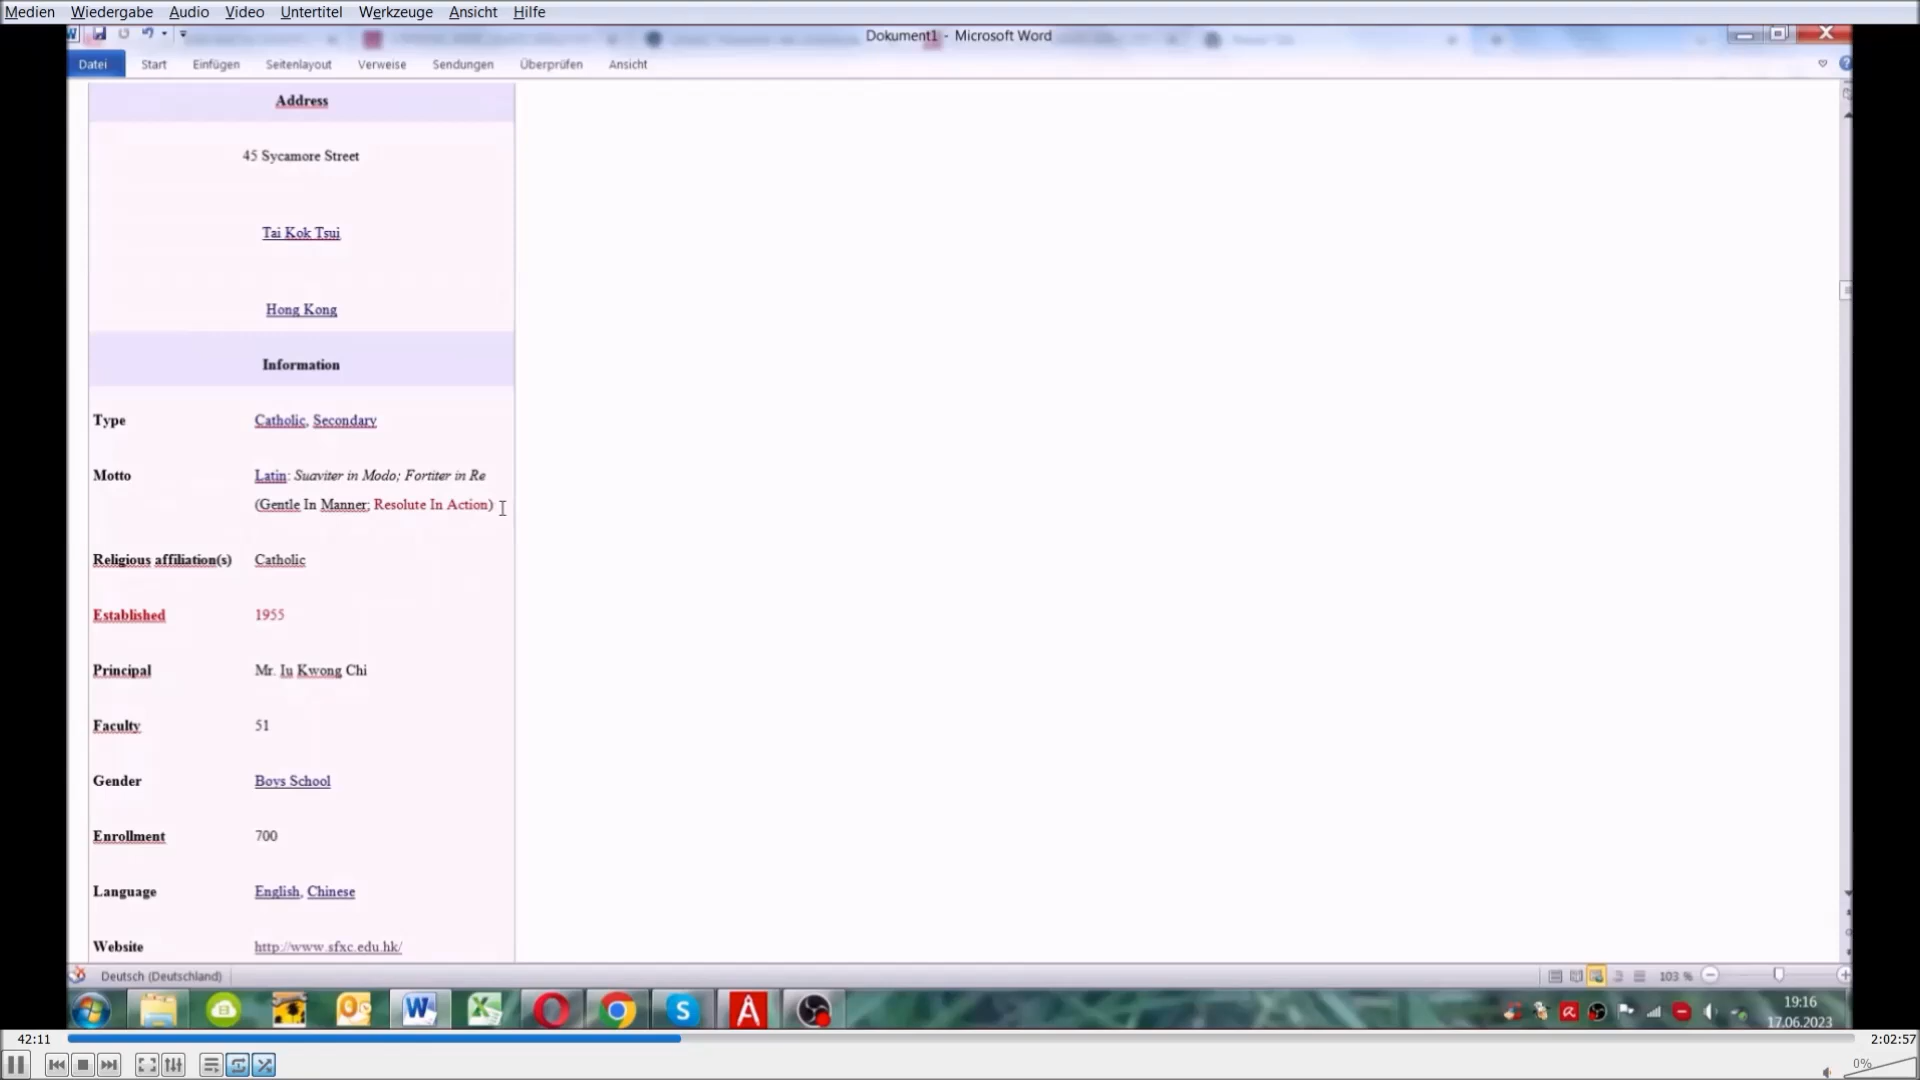 Medien Wiedergabe Audio Video Untertitel Werkzeuge Ansicht Hilfe
Dokument1 - Microsoft Word
Datei Start Einfügen Seitenlayout Verweise Sendungen Überprüfen Ansicht
Address
45 Sycamore Street
Tai Kok Tsui
Hong Kong
Information
Type Catholic, Secondary
Motto Latin: Suaviter in Modo; Fortiter in Re
(Gentle In Manner; Resolute In Action)
Religious affiliation(s) Catholic
Established 1955
Principal Mr. Iu Kwong Chi
Faculty 51
Gender Boys School
Enrollment 700
Language English, Chinese
Website http://www.sfxc.edu.hk/
Deutsch (Deutschland) 103 %
19:16
17.06.2023
42:11 2:02:57
0%